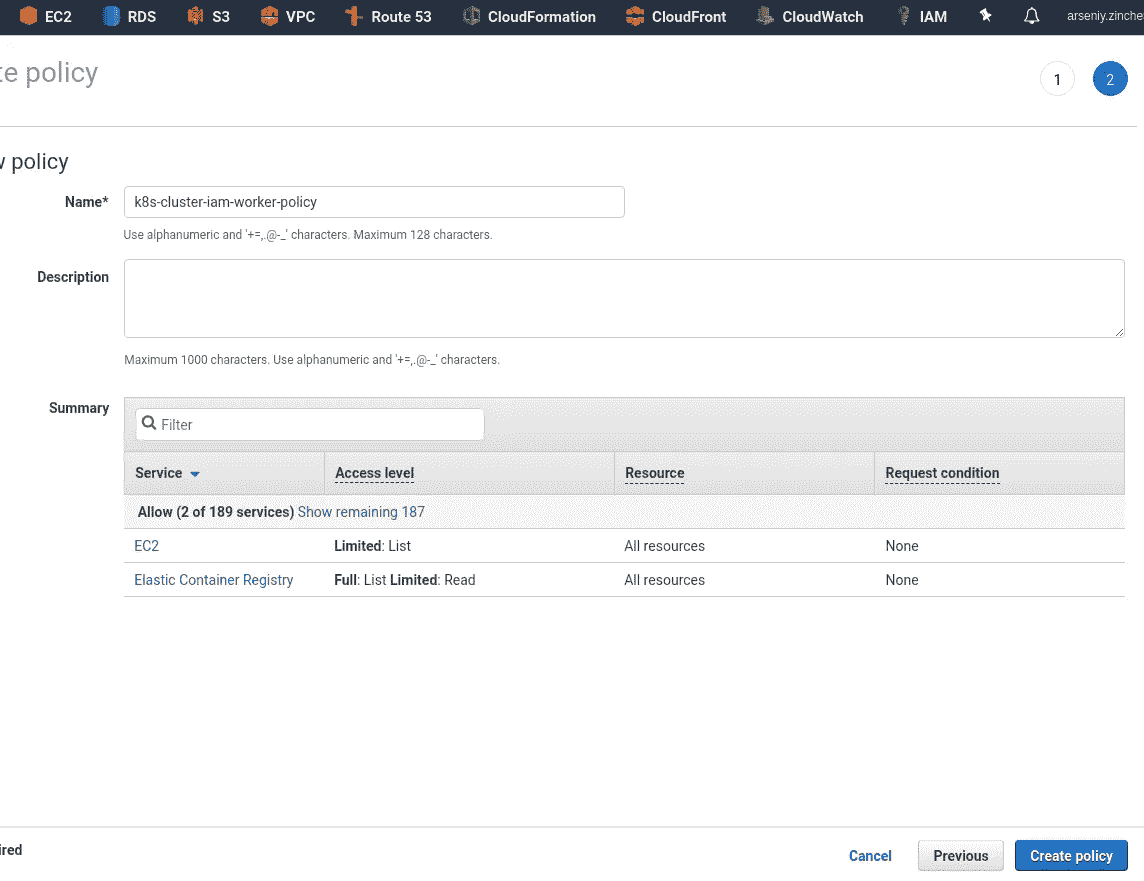 EC2 RDS S3 VPC Route 53 CloudFormation CloudFront CloudWatch IAM arseniy.zinche
te policy
1 2
policy
Name* k8s-cluster-iam-worker-policy
Use alphanumeric and '+=,.@-_' characters. Maximum 128 characters.
Description
Maximum 1000 characters. Use alphanumeric and '+=,.@-_' characters.
Summary
Filter
Service Access level Resource Request condition
Allow (2 of 189 services) Show remaining 187
EC2 Limited: List All resources None
Elastic Container Registry Full: List Limited: Read All resources None
ired Cancel Previous Create policy